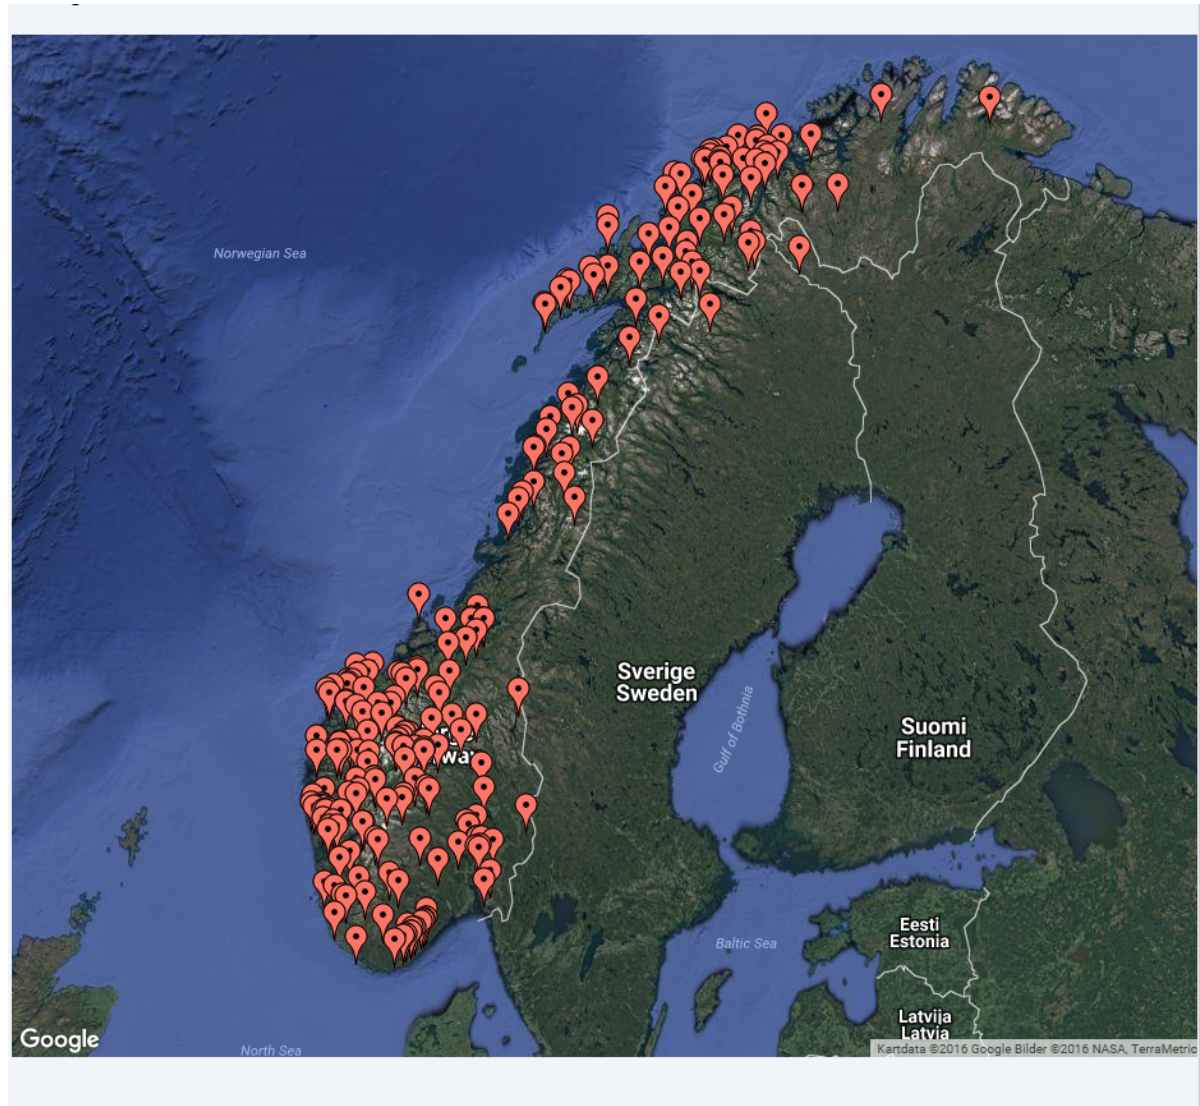 Norwegian Sea
Sverige
Sweden
Gulf of Bothnia
Suomi
Finland
Eesti
Estonia
Baltic Sea
Latvija
Latvia
North Sea
Google
Kartdata ©2016 Google Bilder ©2016 NASA, TerraMetric